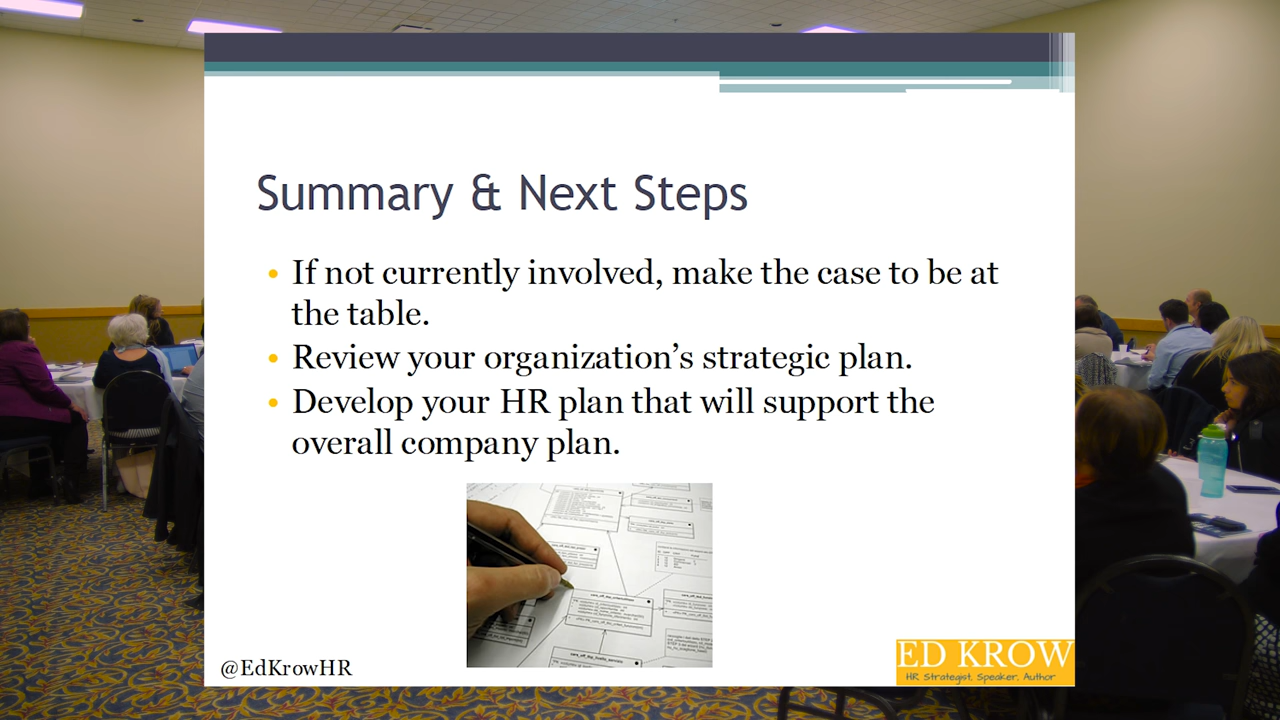 Summary & Next Steps
• If not currently involved, make the case to be at
the table.
• Review your organization’s strategic plan.
• Develop your HR plan that will support the
overall company plan.
@EdKrowHR
ED KROW
HR Strategist, Speaker, Author